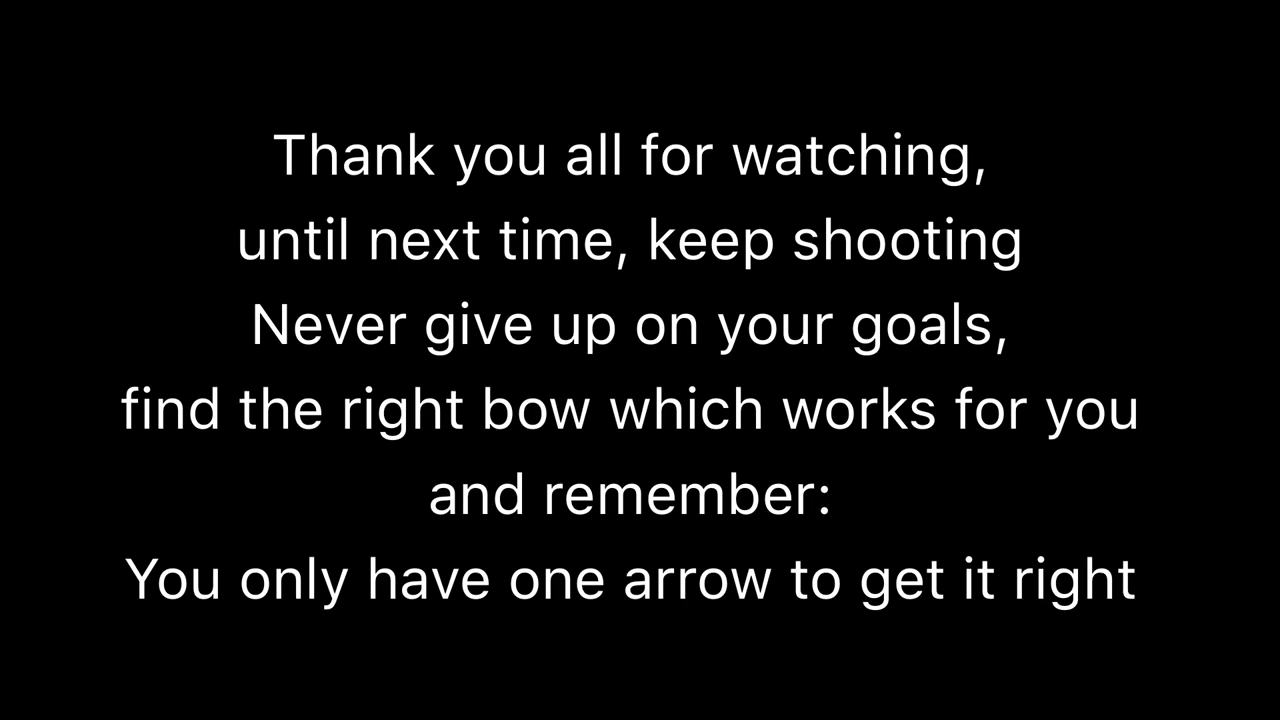 Thank you all for watching,
until next time, keep shooting
Never give up on your goals,
find the right bow which works for you
and remember:
You only have one arrow to get it right